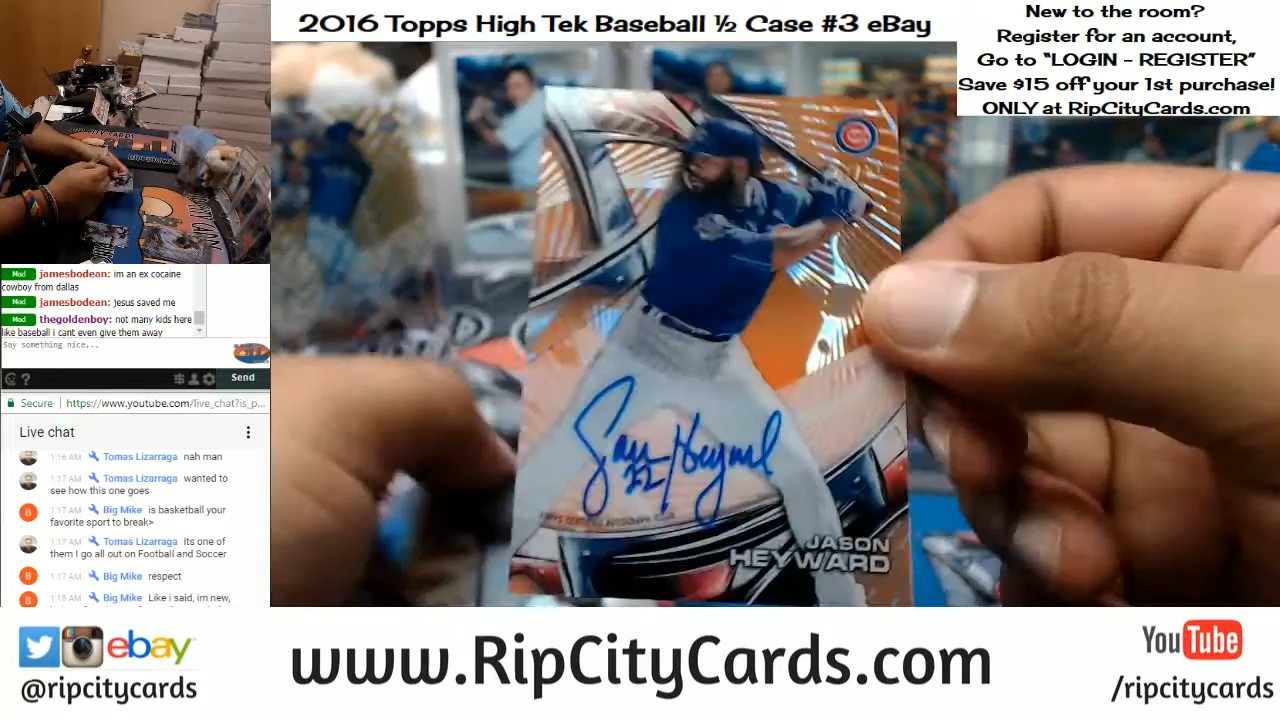 2016 Topps High Tek Baseball ½ Case #3 eBay
New to the room?
Register for an account,
Go to “LOGIN - REGISTER”
Save $15 off your 1st purchase!
ONLY at RipCityCards.com
Mod jamesbodean: im an ex cocaine
cowboy from dallas
Mod jamesbodean: jesus saved me
Mod thegoldenboy: not many kids here
like baseball i cant even give them away
Say something nice...
Send
Secure https://www.youtube.com/live_chat?is_p...
Live chat
1:16 AM Tomas Lizarraga nah man
1:17 AM Tomas Lizarraga wanted to
see how this one goes
B 1:17 AM Big Mike is basketball your
favorite sport to break>
1:17 AM Tomas Lizarraga its one of
them I go all out on Football and Soccer
B 1:17 AM Big Mike respect
B 1:18 AM Big Mike Like i said, im new,
22
JASON
HEYWARD
ebay
@ripcitycards
www.RipCityCards.com
YouTube
/ripcitycards